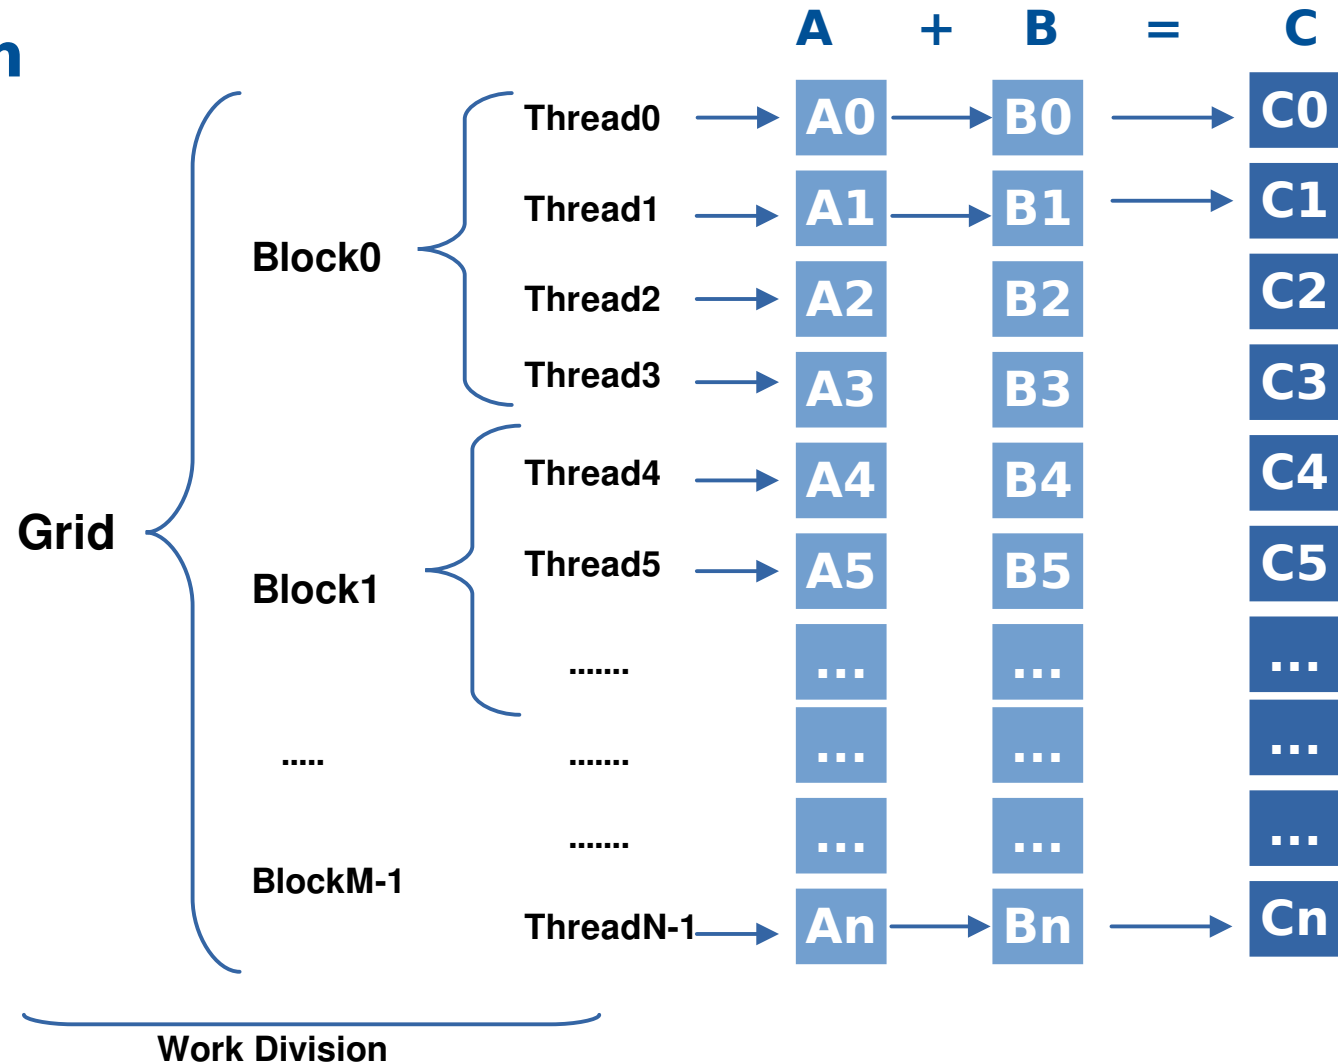 n
A + B = C
Thread0 A0 B0 C0
Thread1 A1 B1 C1
Block0
Thread2 A2 B2 C2
Thread3 A3 B3 C3
Thread4 A4 B4 C4
Grid
Thread5 A5 B5 C5
Block1
....... ... ... ...
..... ....... ... ... ...
....... ... ... ...
BlockM-1
ThreadN-1 An Bn Cn
Work Division